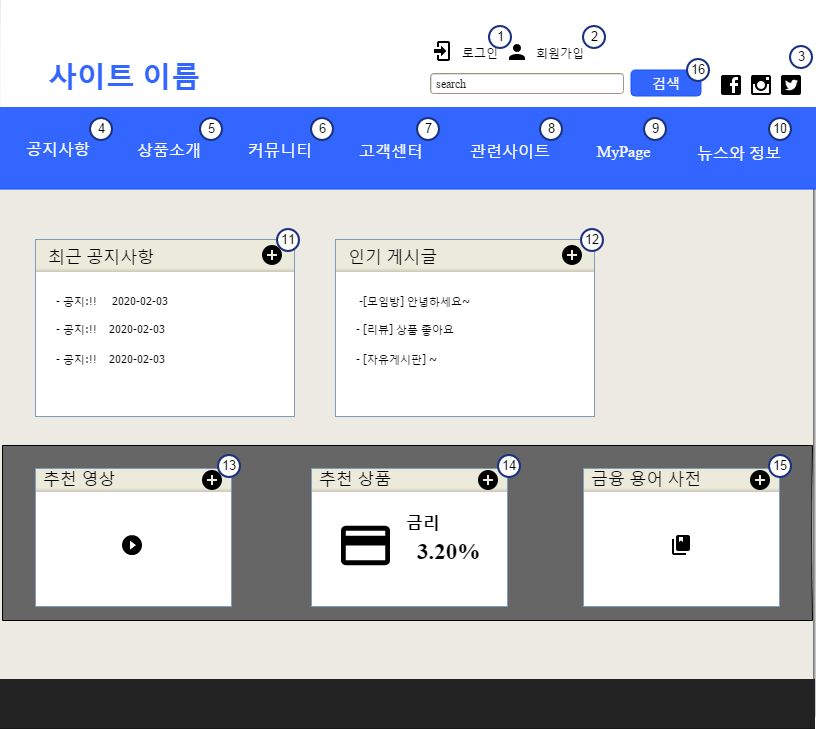 1
2
로그인
회원가입
3
사이트 이름
search
검색
16
4
5
6
7
8
9
10
공지사항
상품소개
커뮤니티
고객센터
관련사이트
MyPage
뉴스와 정보
11
12
최근 공지사항
인기 게시글
- 공지:!! 2020-02-03
- 공지:!! 2020-02-03
- 공지:!! 2020-02-03
-[모임방] 안녕하세요~
- [리뷰] 상품 좋아요
- [자유게시판] ~
13
14
15
추천 영상
추천 상품
금융 용어 사전
금리
3.20%